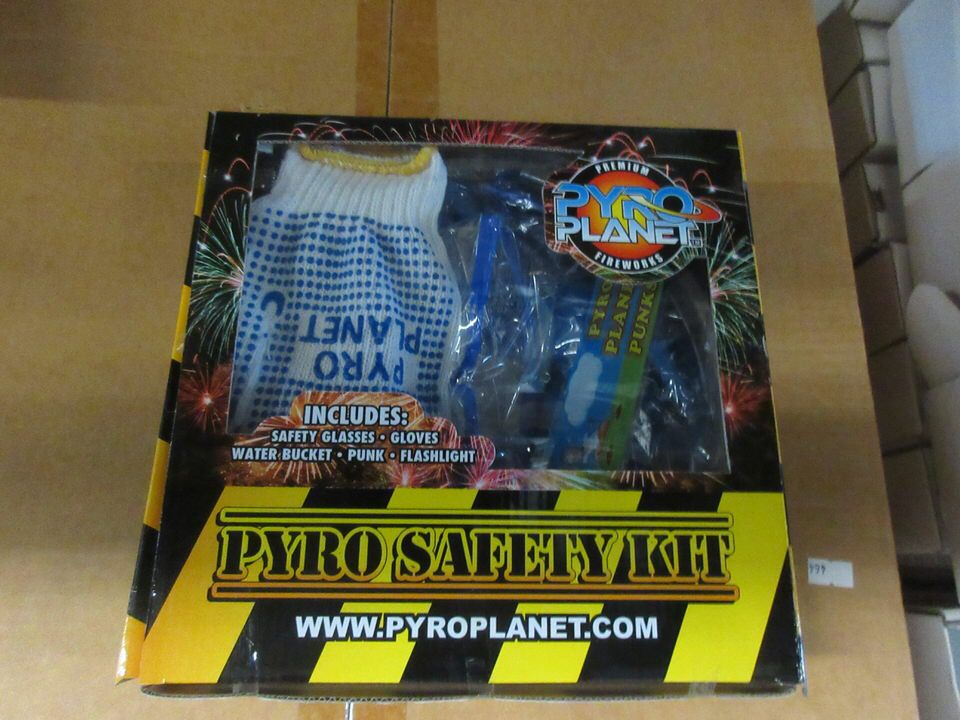 PREMIUM
PYRO
PLANET
FIREWORKS
PYRO
PLANET
PYRO
PLANET
PUNKS
INCLUDES:
SAFETY GLASSES • GLOVES
WATER BUCKET • PUNK • FLASHLIGHT
PYRO SAFETY KIT
WWW.PYROPLANET.COM